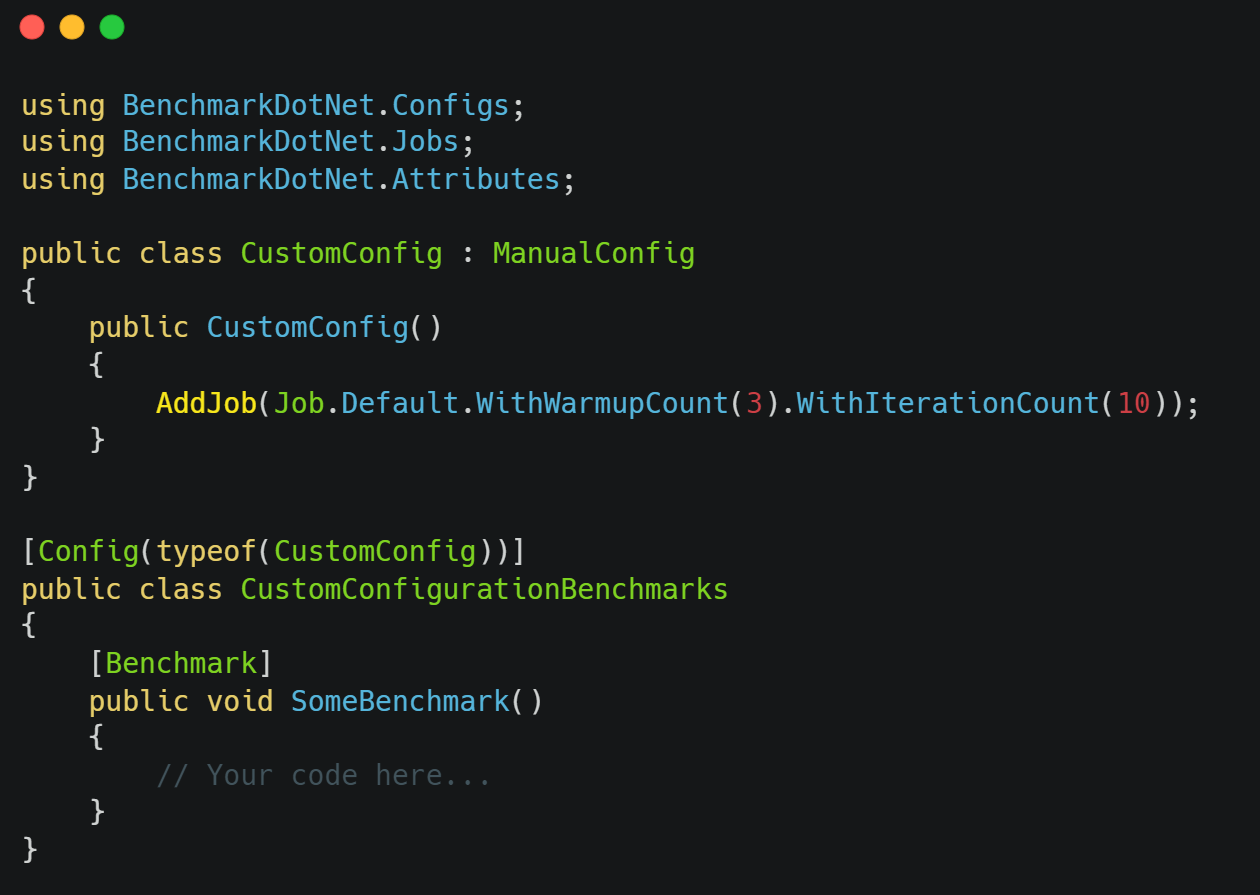 using BenchmarkDotNet.Configs;
using BenchmarkDotNet.Jobs;
using BenchmarkDotNet.Attributes;

public class CustomConfig : ManualConfig
{
    public CustomConfig()
    {
        AddJob(Job.Default.WithWarmupCount(3).WithIterationCount(10));
    }
}

[Config(typeof(CustomConfig))]
public class CustomConfigurationBenchmarks
{
    [Benchmark]
    public void SomeBenchmark()
    {
        // Your code here...
    }
}